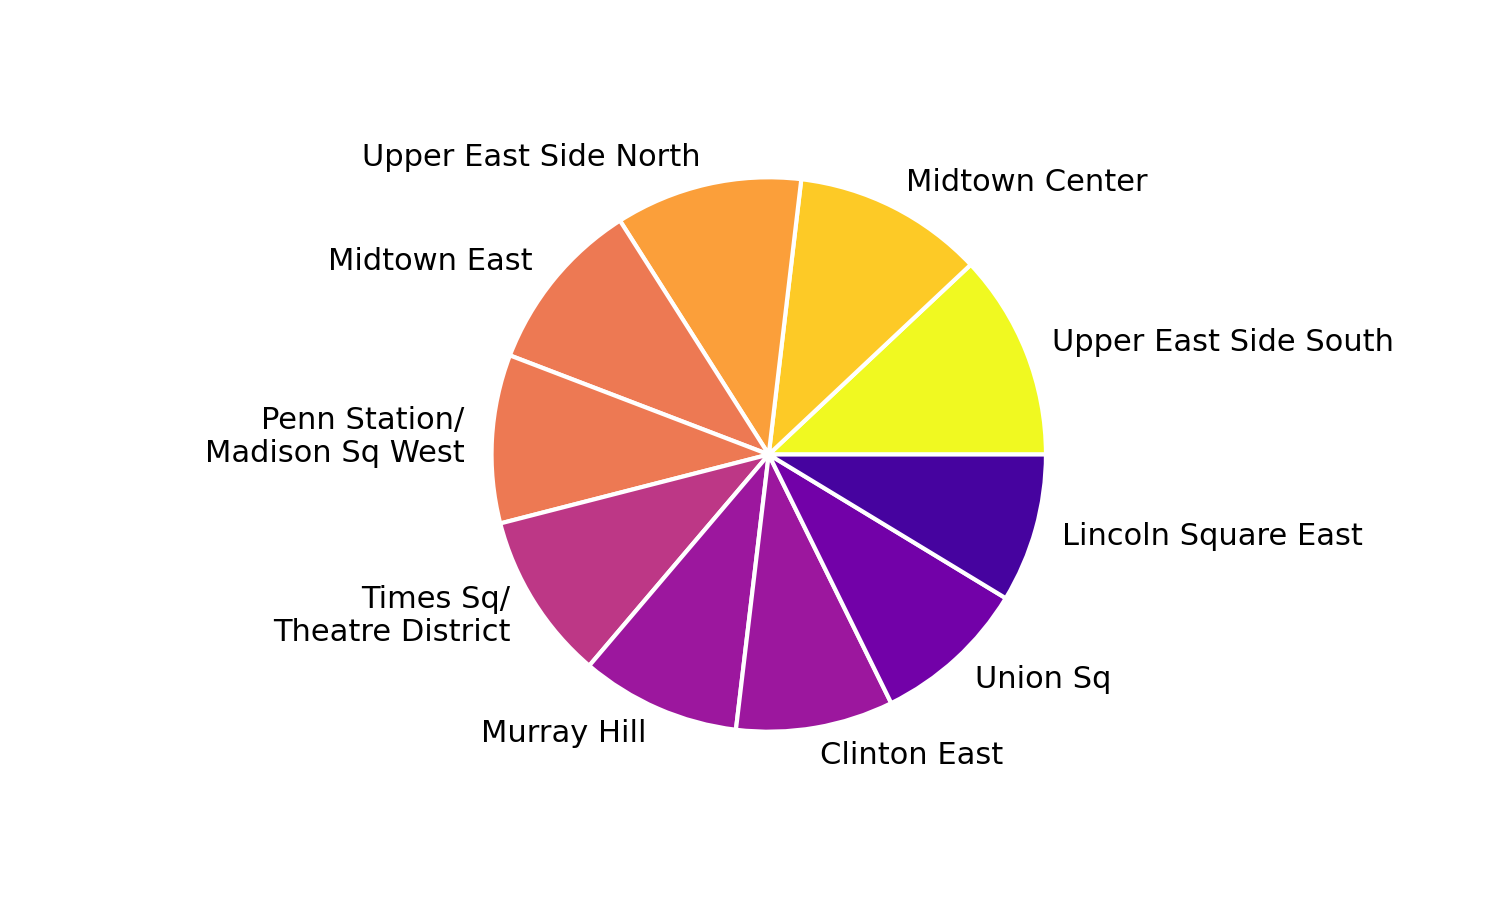 Upper East Side North
Midtown Center
Midtown East
Upper East Side South
Penn Station/
Madison Sq West
Lincoln Square East
Times Sq/
Theatre District
Union Sq
Murray Hill
Clinton East